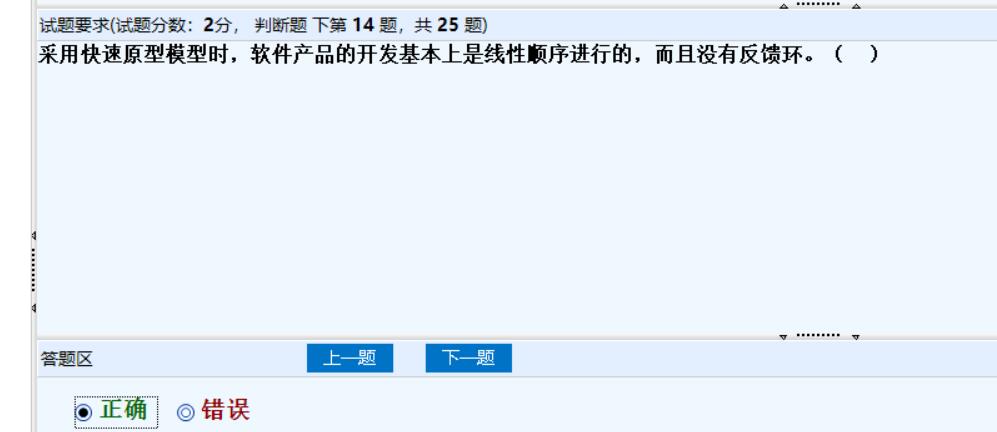 试题要求(试题分数：2分， 判断题 下第 14 题，共 25 题)
采用快速原型模型时，软件产品的开发基本上是线性顺序进行的，而且没有反馈环。（ ）
答题区 上一题 下一题
正确 错误